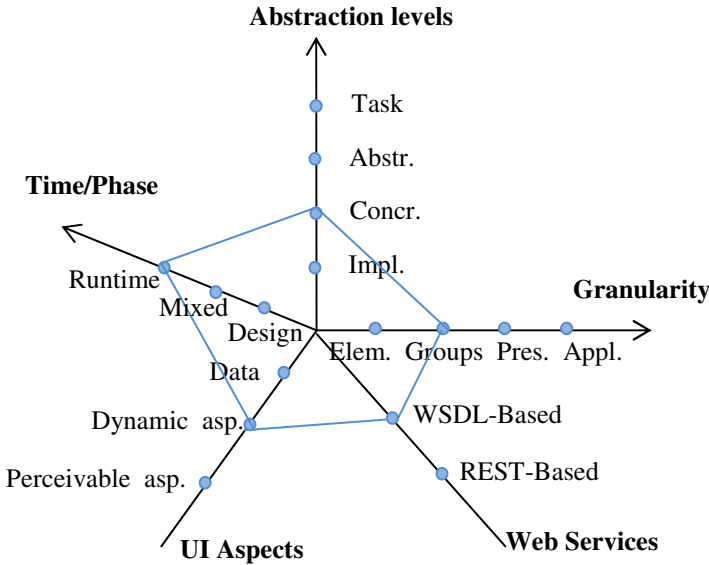 Abstraction levels
Task
Abstr.
Time/Phase
Concr.
Runtime
Impl.
Mixed
Granularity
Design
Elem. Groups Pres. Appl.
Data
Dynamic asp.
WSDL-Based
Perceivable asp.
REST-Based
UI Aspects
Web Services